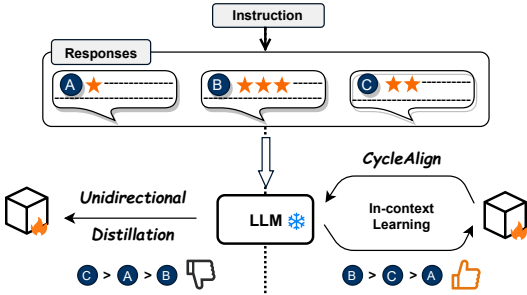 Instruction
Responses
A
B
C
CycleAlign
Unidirectional
Distillation
LLM
In-context
Learning
C > A > B
B > C > A